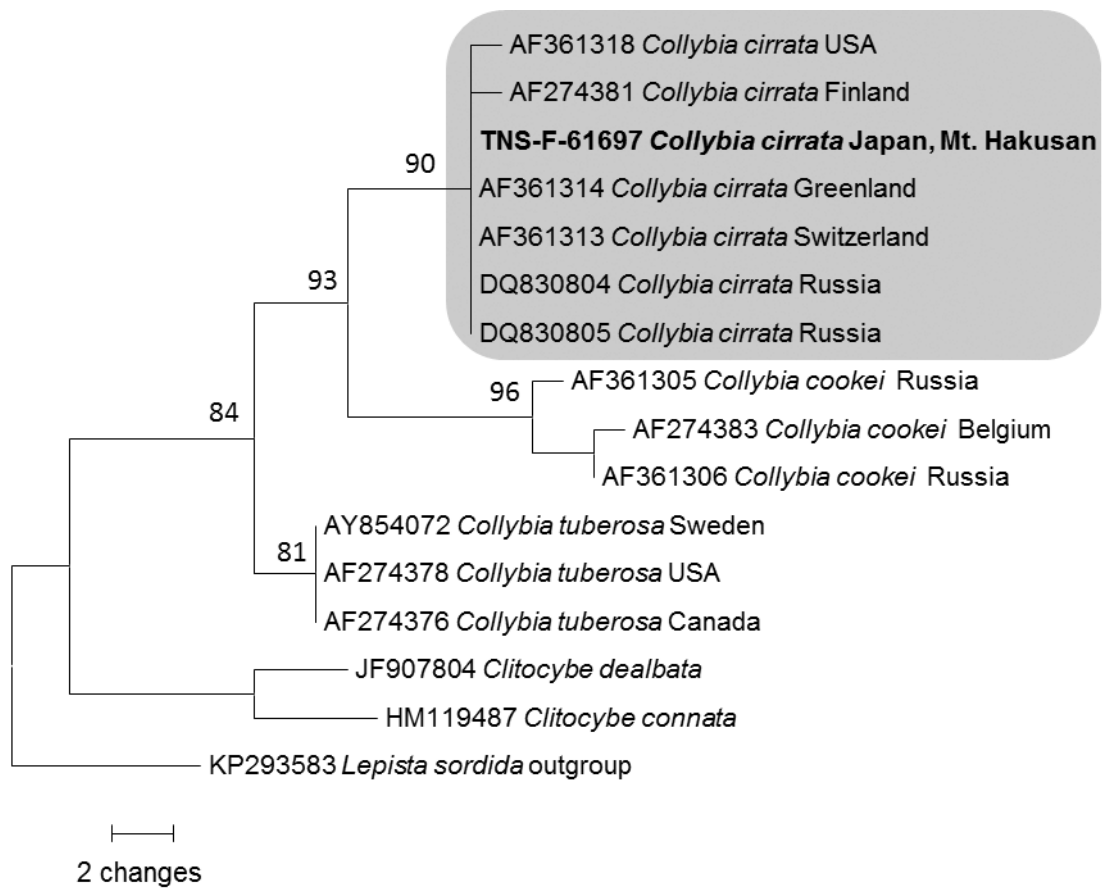 AF361318 Collybia cirrata USA
AF274381 Collybia cirrata Finland
TNS-F-61697 Collybia cirrata Japan, Mt. Hakusan
90
AF361314 Collybia cirrata Greenland
AF361313 Collybia cirrata Switzerland
93
DQ830804 Collybia cirrata Russia
DQ830805 Collybia cirrata Russia
96
AF361305 Collybia cookei Russia
84
AF274383 Collybia cookei Belgium
AF361306 Collybia cookei Russia
AY854072 Collybia tuberosa Sweden
81
AF274378 Collybia tuberosa USA
AF274376 Collybia tuberosa Canada
JF907804 Clitocybe dealbata
HM119487 Clitocybe connata
KP293583 Lepista sordida outgroup
2 changes